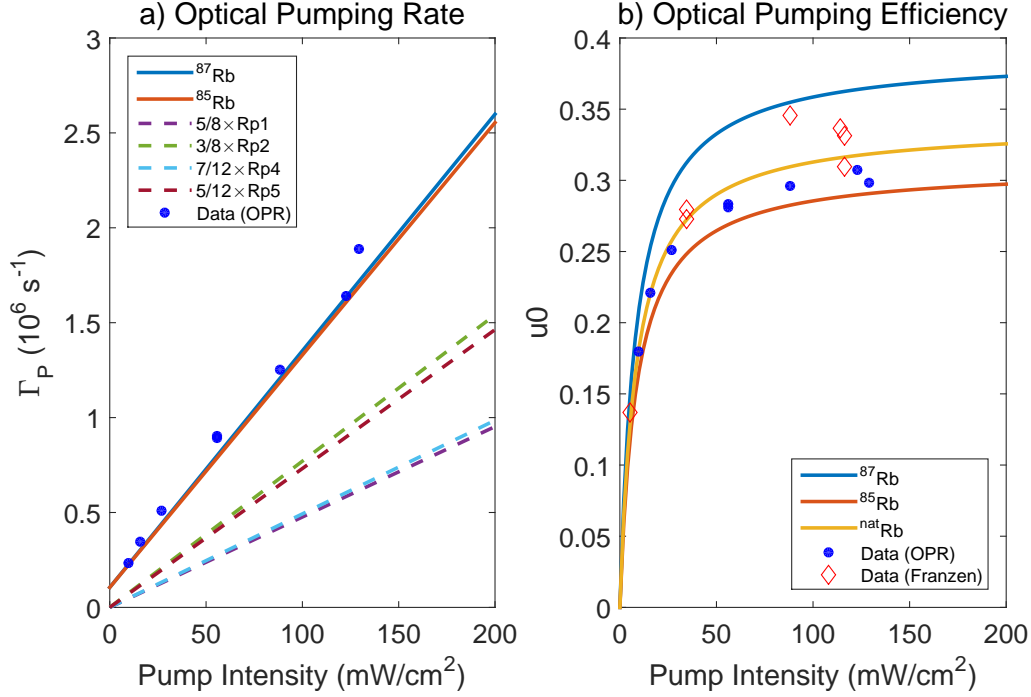 a) Optical Pumping Rate
3
2.5
2
1.5
1
0.5
0
Γ_P (10^6 s^-1)
87Rb
85Rb
5/8×Rp1
3/8×Rp2
7/12×Rp4
5/12×Rp5
Data (OPR)
0 50 100 150 200
Pump Intensity (mW/cm^2)
b) Optical Pumping Efficiency
0.4
0.35
0.3
0.25
0.2
0.15
0.1
0.05
0
u0
87Rb
85Rb
natRb
Data (OPR)
Data (Franzen)
0 50 100 150 200
Pump Intensity (mW/cm^2)